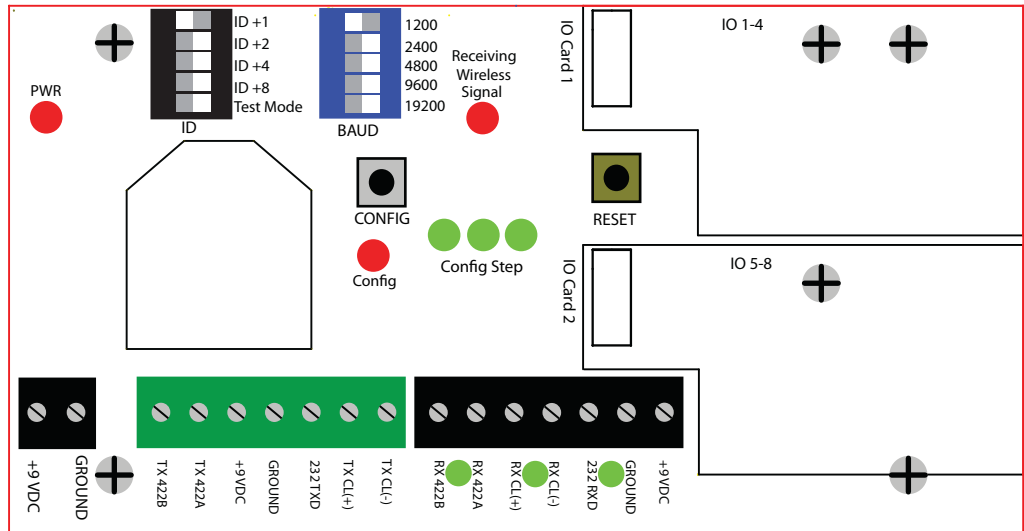 ID +1
ID +2
ID +4
ID +8
Test Mode
ID
1200
2400
4800
9600
19200
BAUD
PWR
Receiving
Wireless
Signal
IO Card 1
IO 1-4
CONFIG
Config
Config Step
RESET
IO Card 2
IO 5-8
+9 VDC
GROUND
TX 422B
TX 422A
+9VDC
GROUND
232 TXD
TX CL(+)
TX CL(-)
RX 422B
RX 422A
RX CL(+)
RX CL(-)
232 RXD
GROUND
+9 VDC